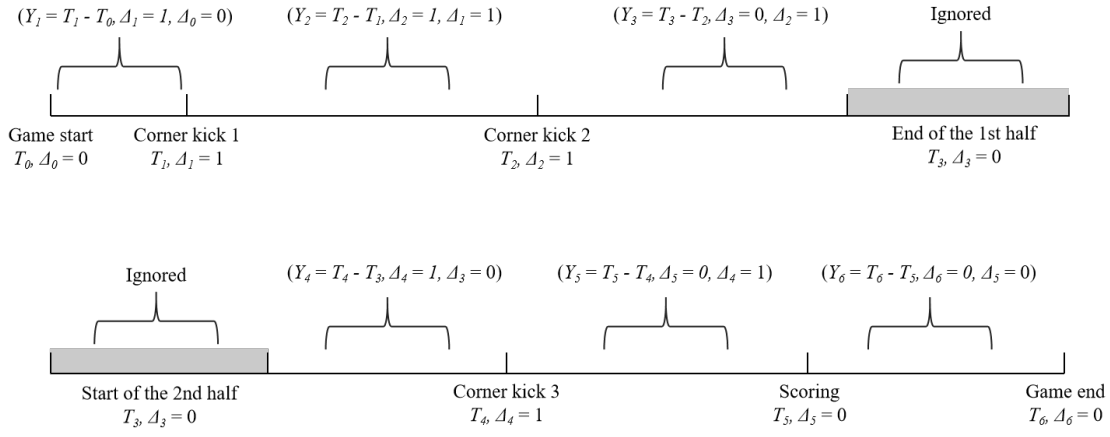 (Y₁ = T₁ - T₀, Δ₁ = 1, Δ₀ = 0)
(Y₂ = T₂ - T₁, Δ₂ = 1, Δ₁ = 1)
(Y₃ = T₃ - T₂, Δ₃ = 0, Δ₂ = 1)
Ignored
Game start
T₀, Δ₀ = 0
Corner kick 1
T₁, Δ₁ = 1
Corner kick 2
T₂, Δ₂ = 1
End of the 1st half
T₃, Δ₃ = 0
Ignored
(Y₄ = T₄ - T₃, Δ₄ = 1, Δ₃ = 0)
(Y₅ = T₅ - T₄, Δ₅ = 0, Δ₄ = 1)
(Y₆ = T₆ - T₅, Δ₆ = 0, Δ₅ = 0)
Start of the 2nd half
T₃, Δ₃ = 0
Corner kick 3
T₄, Δ₄ = 1
Scoring
T₅, Δ₅ = 0
Game end
T₆, Δ₆ = 0